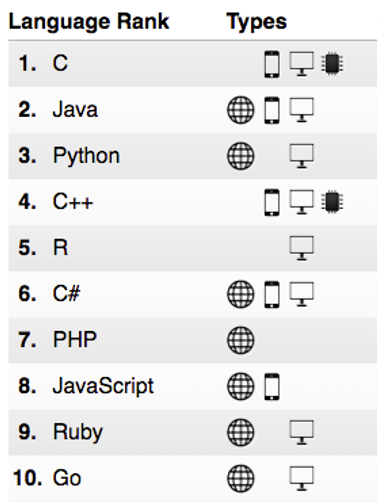 Language Rank Types
1. C
2. Java
3. Python
4. C++
5. R
6. C#
7. PHP
8. JavaScript
9. Ruby
10. Go